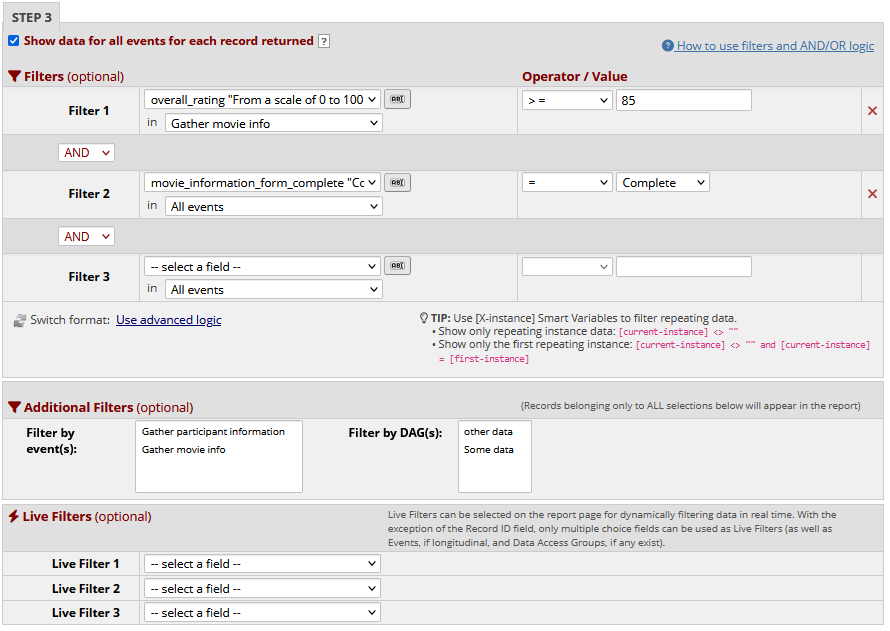 STEP 3
Show data for all events for each record returned ?
? How to use filters and AND/OR logic
Filters (optional)
Operator / Value
Filter 1
overall_rating "From a scale of 0 to 100
ABC
> =
85
in
Gather movie info
AND
Filter 2
movie_information_form_complete "Co
ABC
=
Complete
in
All events
AND
Filter 3
-- select a field --
ABC
in
All events
Switch format: Use advanced logic
TIP: Use [X-instance] Smart Variables to filter repeating data.
• Show only repeating instance data: [current-instance] <> ""
• Show only the first repeating instance: [current-instance] <> "" and [current-instance]
= [first-instance]
Additional Filters (optional)
(Records belonging only to ALL selections below will appear in the report)
Filter by
event(s):
Gather participant information
Gather movie info
Filter by DAG(s):
other data
Some data
Live Filters (optional)
Live Filters can be selected on the report page for dynamically filtering data in real time. With the
exception of the Record ID field, only multiple choice fields can be used as Live Filters (as well as
Events, if longitudinal, and Data Access Groups, if any exist).
Live Filter 1
-- select a field --
Live Filter 2
-- select a field --
Live Filter 3
-- select a field --